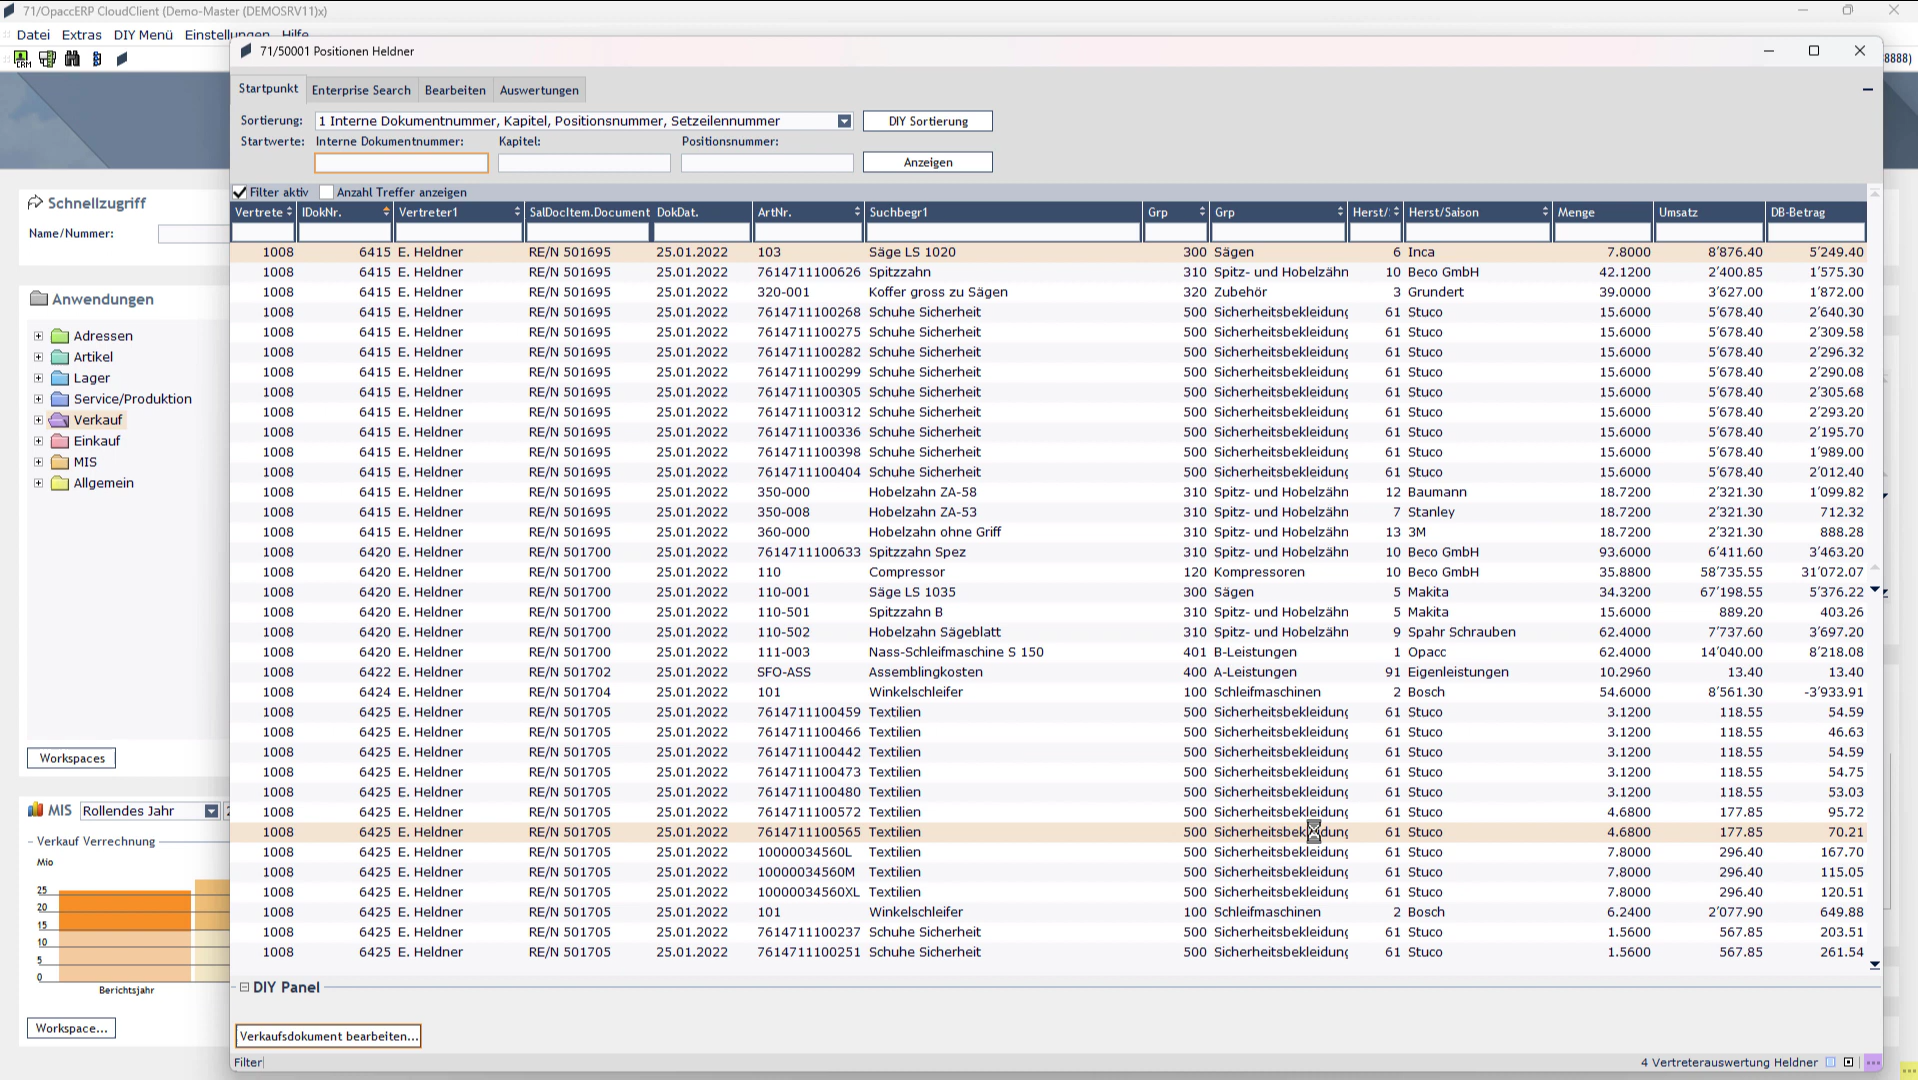 71/OpaccERP CloudClient (Demo-Master (DEMOSRV11)x)
Datei Extras DIY Menü Einstellungen Hilfe
8888)
71/50001 Positionen Heldner
Startpunkt Enterprise Search Bearbeiten Auswertungen
Sortierung: 1 Interne Dokumentnummer, Kapitel, Positionsnummer, Setzeilennummer DIY Sortierung
Startwerte: Interne Dokumentnummer: Kapitel: Positionsnummer:
Anzeigen
Filter aktiv Anzahl Treffer anzeigen
Vertrete IDokNr. Vertreter1 SalDocItem.Document DokDat. ArtNr. Suchbegr1 Grp Grp Herst/ Herst/Saison Menge Umsatz DB-Betrag
1008 6415 E. Heldner RE/N 501695 25.01.2022 103 Säge LS 1020 300 Sägen 6 Inca 7.8000 8'876.40 5'249.40
1008 6415 E. Heldner RE/N 501695 25.01.2022 7614711100626 Spitzzahn 310 Spitz- und Hobelzähn 10 Beco GmbH 42.1200 2'400.85 1'575.30
1008 6415 E. Heldner RE/N 501695 25.01.2022 320-001 Koffer gross zu Sägen 320 Zubehör 3 Grundert 39.0000 3'627.00 1'872.00
1008 6415 E. Heldner RE/N 501695 25.01.2022 7614711100268 Schuhe Sicherheit 500 Sicherheitsbekleidung 61 Stuco 15.6000 5'678.40 2'640.30
1008 6415 E. Heldner RE/N 501695 25.01.2022 7614711100275 Schuhe Sicherheit 500 Sicherheitsbekleidung 61 Stuco 15.6000 5'678.40 2'309.58
1008 6415 E. Heldner RE/N 501695 25.01.2022 7614711100282 Schuhe Sicherheit 500 Sicherheitsbekleidung 61 Stuco 15.6000 5'678.40 2'296.32
1008 6415 E. Heldner RE/N 501695 25.01.2022 7614711100299 Schuhe Sicherheit 500 Sicherheitsbekleidung 61 Stuco 15.6000 5'678.40 2'290.08
1008 6415 E. Heldner RE/N 501695 25.01.2022 7614711100305 Schuhe Sicherheit 500 Sicherheitsbekleidung 61 Stuco 15.6000 5'678.40 2'305.68
1008 6415 E. Heldner RE/N 501695 25.01.2022 7614711100312 Schuhe Sicherheit 500 Sicherheitsbekleidung 61 Stuco 15.6000 5'678.40 2'293.20
1008 6415 E. Heldner RE/N 501695 25.01.2022 7614711100336 Schuhe Sicherheit 500 Sicherheitsbekleidung 61 Stuco 15.6000 5'678.40 2'195.70
1008 6415 E. Heldner RE/N 501695 25.01.2022 7614711100398 Schuhe Sicherheit 500 Sicherheitsbekleidung 61 Stuco 15.6000 5'678.40 1'989.00
1008 6415 E. Heldner RE/N 501695 25.01.2022 7614711100404 Schuhe Sicherheit 500 Sicherheitsbekleidung 61 Stuco 15.6000 5'678.40 2'012.40
1008 6415 E. Heldner RE/N 501695 25.01.2022 350-000 Hobelzahn ZA-58 310 Spitz- und Hobelzähn 12 Baumann 18.7200 2'321.30 1'099.82
1008 6415 E. Heldner RE/N 501695 25.01.2022 350-008 Hobelzahn ZA-53 310 Spitz- und Hobelzähn 7 Stanley 18.7200 2'321.30 712.32
1008 6415 E. Heldner RE/N 501695 25.01.2022 360-000 Hobelzahn ohne Griff 310 Spitz- und Hobelzähn 13 3M 18.7200 2'321.30 888.28
1008 6420 E. Heldner RE/N 501700 25.01.2022 7614711100633 Spitzzahn Spez 310 Spitz- und Hobelzähn 10 Beco GmbH 93.6000 6'411.60 3'463.20
1008 6420 E. Heldner RE/N 501700 25.01.2022 110 Compressor 120 Kompressoren 10 Beco GmbH 35.8800 58'735.55 31'072.07
1008 6420 E. Heldner RE/N 501700 25.01.2022 110-001 Säge LS 1035 300 Sägen 5 Makita 34.3200 67'198.55 5'376.22
1008 6420 E. Heldner RE/N 501700 25.01.2022 110-501 Spitzzahn B 310 Spitz- und Hobelzähn 5 Makita 15.6000 889.20 403.26
1008 6420 E. Heldner RE/N 501700 25.01.2022 110-502 Hobelzahn Sägeblatt 310 Spitz- und Hobelzähn 9 Spahr Schrauben 62.4000 7'737.60 3'697.20
1008 6420 E. Heldner RE/N 501700 25.01.2022 111-003 Nass-Schleifmaschine S 150 401 B-Leistungen 1 Opacc 62.4000 14'040.00 8'218.08
1008 6422 E. Heldner RE/N 501702 25.01.2022 SFO-ASS Assemblingkosten 400 A-Leistungen 91 Eigenleistungen 10.2960 13.40 13.40
1008 6424 E. Heldner RE/N 501704 25.01.2022 101 Winkelschleifer 100 Schleifmaschinen 2 Bosch 54.6000 8'561.30 -3'933.91
1008 6425 E. Heldner RE/N 501705 25.01.2022 7614711100459 Textilien 500 Sicherheitsbekleidung 61 Stuco 3.1200 118.55 54.59
1008 6425 E. Heldner RE/N 501705 25.01.2022 7614711100466 Textilien 500 Sicherheitsbekleidung 61 Stuco 3.1200 118.55 46.63
1008 6425 E. Heldner RE/N 501705 25.01.2022 7614711100442 Textilien 500 Sicherheitsbekleidung 61 Stuco 3.1200 118.55 54.59
1008 6425 E. Heldner RE/N 501705 25.01.2022 7614711100473 Textilien 500 Sicherheitsbekleidung 61 Stuco 3.1200 118.55 54.75
1008 6425 E. Heldner RE/N 501705 25.01.2022 7614711100480 Textilien 500 Sicherheitsbekleidung 61 Stuco 3.1200 118.55 53.03
1008 6425 E. Heldner RE/N 501705 25.01.2022 7614711100572 Textilien 500 Sicherheitsbekleidung 61 Stuco 4.6800 177.85 95.72
1008 6425 E. Heldner RE/N 501705 25.01.2022 7614711100565 Textilien 500 Sicherheitsbekleidung 61 Stuco 4.6800 177.85 70.21
1008 6425 E. Heldner RE/N 501705 25.01.2022 10000034560L Textilien 500 Sicherheitsbekleidung 61 Stuco 7.8000 296.40 167.70
1008 6425 E. Heldner RE/N 501705 25.01.2022 10000034560M Textilien 500 Sicherheitsbekleidung 61 Stuco 7.8000 296.40 115.05
1008 6425 E. Heldner RE/N 501705 25.01.2022 10000034560XL Textilien 500 Sicherheitsbekleidung 61 Stuco 7.8000 296.40 120.51
1008 6425 E. Heldner RE/N 501705 25.01.2022 101 Winkelschleifer 100 Schleifmaschinen 2 Bosch 6.2400 2'077.90 649.88
1008 6425 E. Heldner RE/N 501705 25.01.2022 7614711100237 Schuhe Sicherheit 500 Sicherheitsbekleidung 61 Stuco 1.5600 567.85 203.51
1008 6425 E. Heldner RE/N 501705 25.01.2022 7614711100251 Schuhe Sicherheit 500 Sicherheitsbekleidung 61 Stuco 1.5600 567.85 261.54
DIY Panel
Verkaufsdokument bearbeiten...
Filter
4 Vertreterauswertung Heldner
CRM
Schnellzugriff
Name/Nummer:
Anwendungen
Adressen
Artikel
Lager
Service/Produktion
Verkauf
Einkauf
MIS
Allgemein
Workspaces
MIS Rollendes Jahr 2
Verkauf Verrechnung
Mio
25
20
15
10
5
0
Berichtsjahr
Workspace...